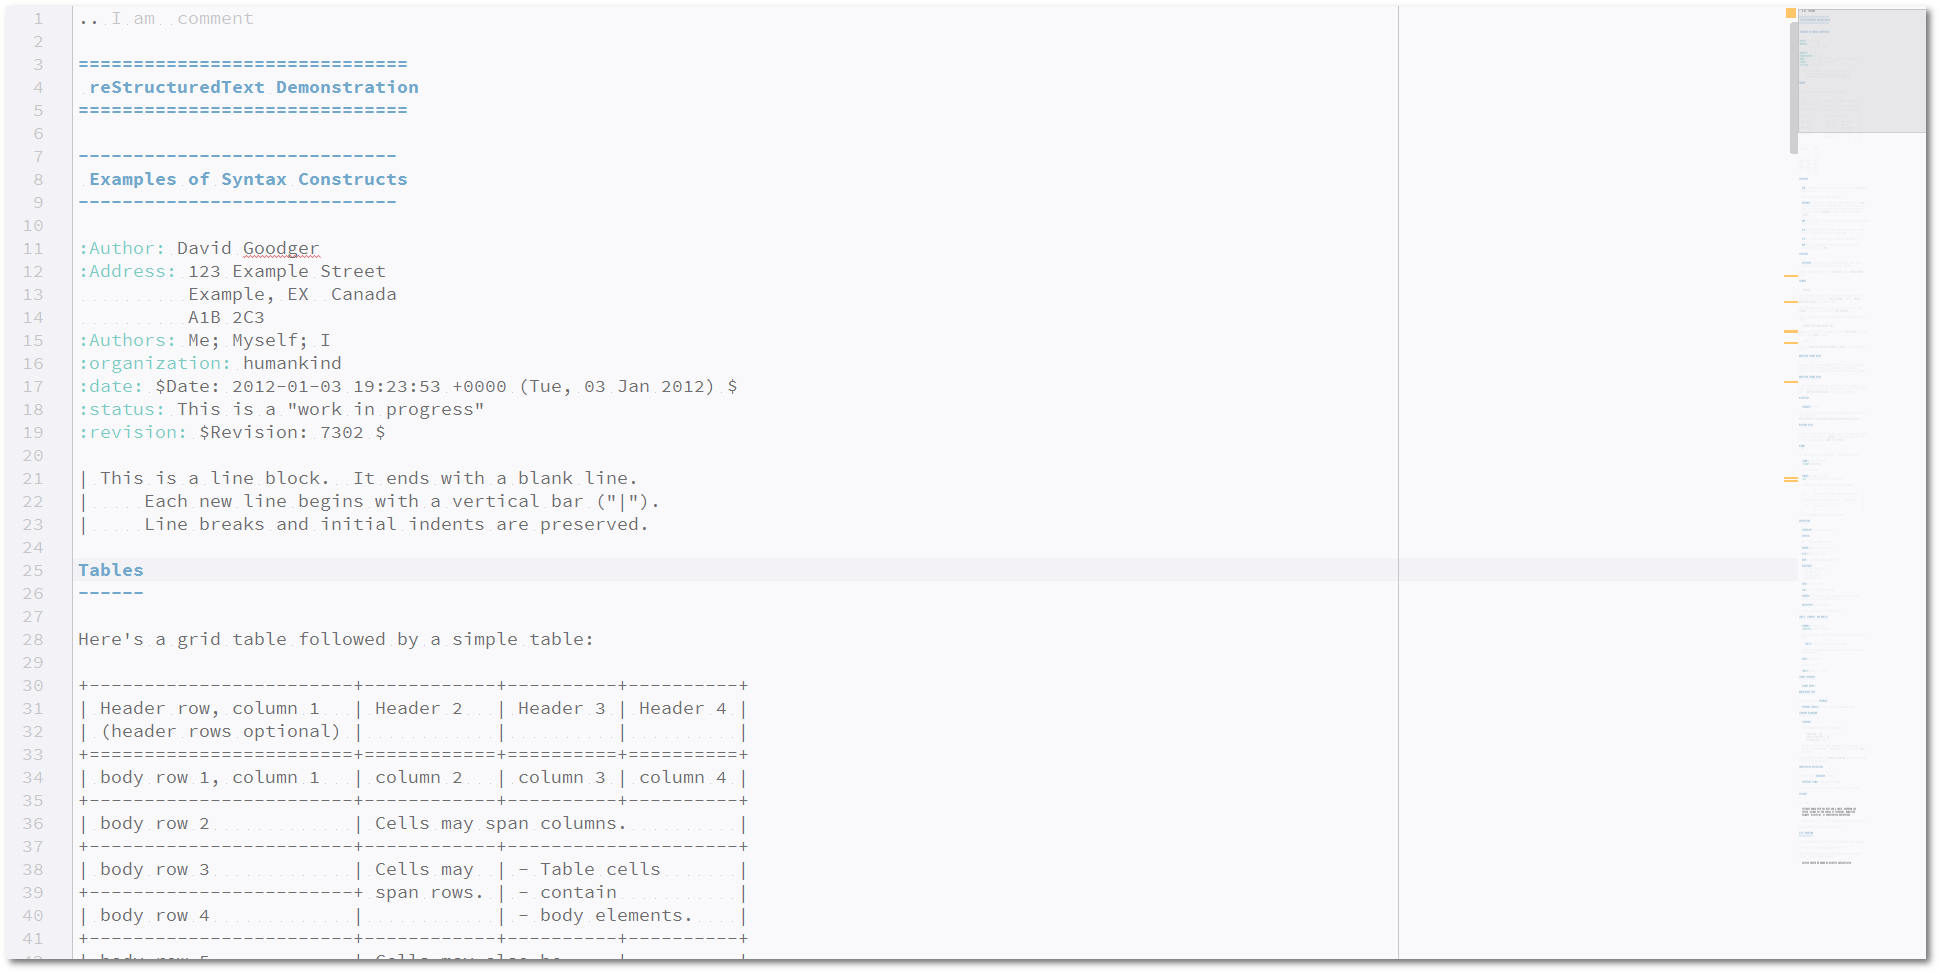 1 .. I am  comment
2
3 ==============================
4  reStructuredText Demonstration
5 ==============================
6
7 -----------------------------
8  Examples of Syntax Constructs
9 -----------------------------
10
11 :Author: David Goodger
12 :Address: 123 Example Street
13           Example, EX  Canada
14           A1B 2C3
15 :Authors: Me; Myself; I
16 :organization: humankind
17 :date: $Date: 2012-01-03 19:23:53 +0000 (Tue, 03 Jan 2012) $
18 :status: This is a "work in progress"
19 :revision: $Revision: 7302 $
20
21 | This is a line block.  It ends with a blank line.
22 |     Each new line begins with a vertical bar ("|").
23 |     Line breaks and initial indents are preserved.
24
25 Tables
26 ------
27
28 Here's a grid table followed by a simple table:
29
30 +------------------------+------------+----------+----------+
31 | Header row, column 1   | Header 2   | Header 3 | Header 4 |
32 | (header rows optional) |            |          |          |
33 +========================+============+==========+==========+
34 | body row 1, column 1   | column 2   | column 3 | column 4 |
35 +------------------------+------------+----------+----------+
36 | body row 2             | Cells may span columns.          |
37 +------------------------+------------+---------------------+
38 | body row 3             | Cells may  | - Table cells       |
39 +------------------------+ span rows. | - contain           |
40 | body row 4             |            | - body elements.    |
41 +------------------------+------------+----------+----------+